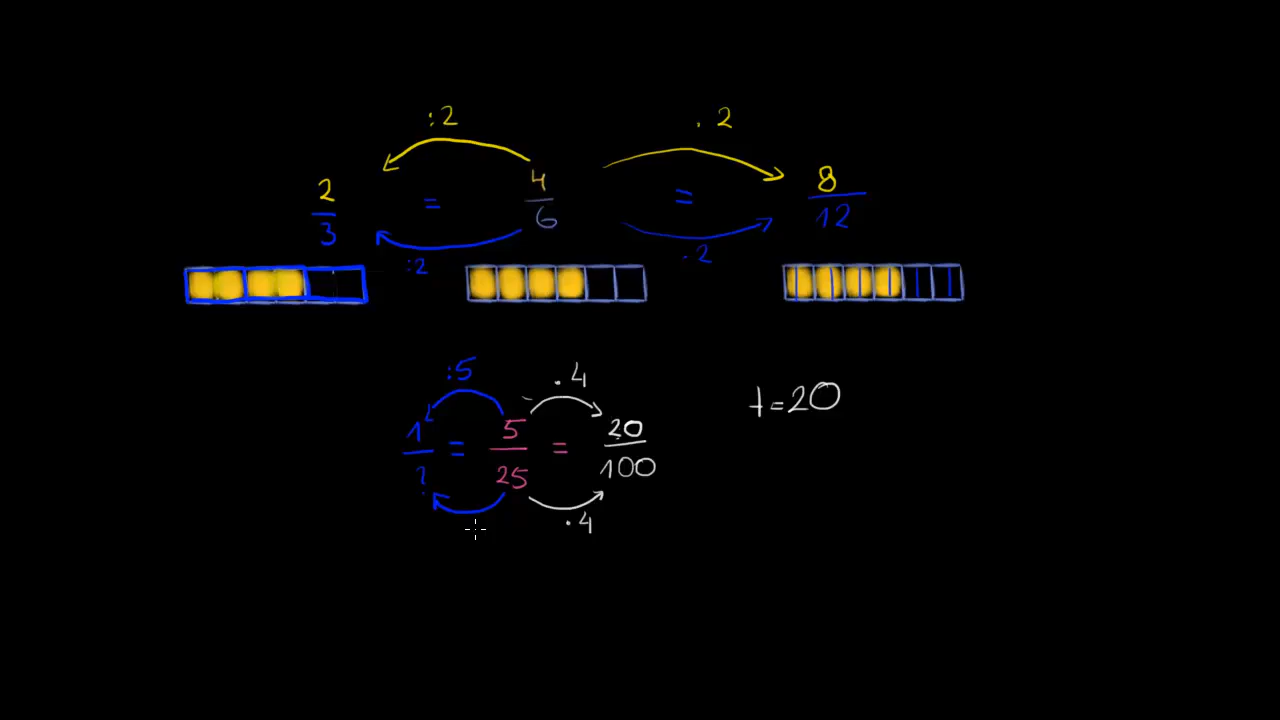 :2 . 2
2/3 = 4/6 = 8/12
:2 . 2
:5 . 4
1/? = 5/25 = 20/100
. 4
t=20